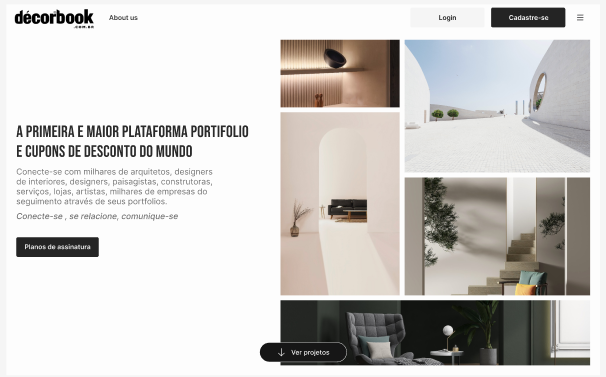 décorbook
.com.br
About us
Login
Cadastre-se
A PRIMEIRA E MAIOR PLATAFORMA PORTIFOLIO
E CUPONS DE DESCONTO DO MUNDO
Conecte-se com milhares de arquitetos, designers
de interiores, designers, paisagistas, construtoras,
serviços, lojas, artistas, milhares de empresas do
seguimento através de seus portfolios.
Conecte-se , se relacione, comunique-se
Planos de assinatura
Ver projetos